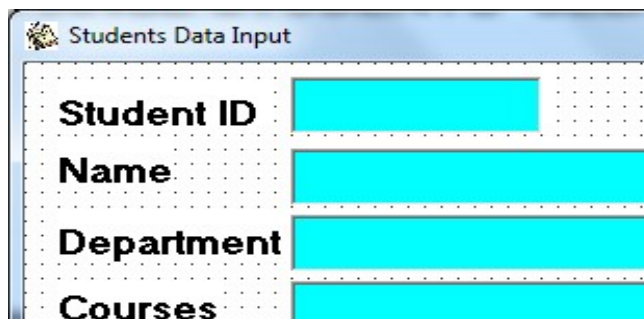 Students Data Input
Student ID
Name
Department
Courses